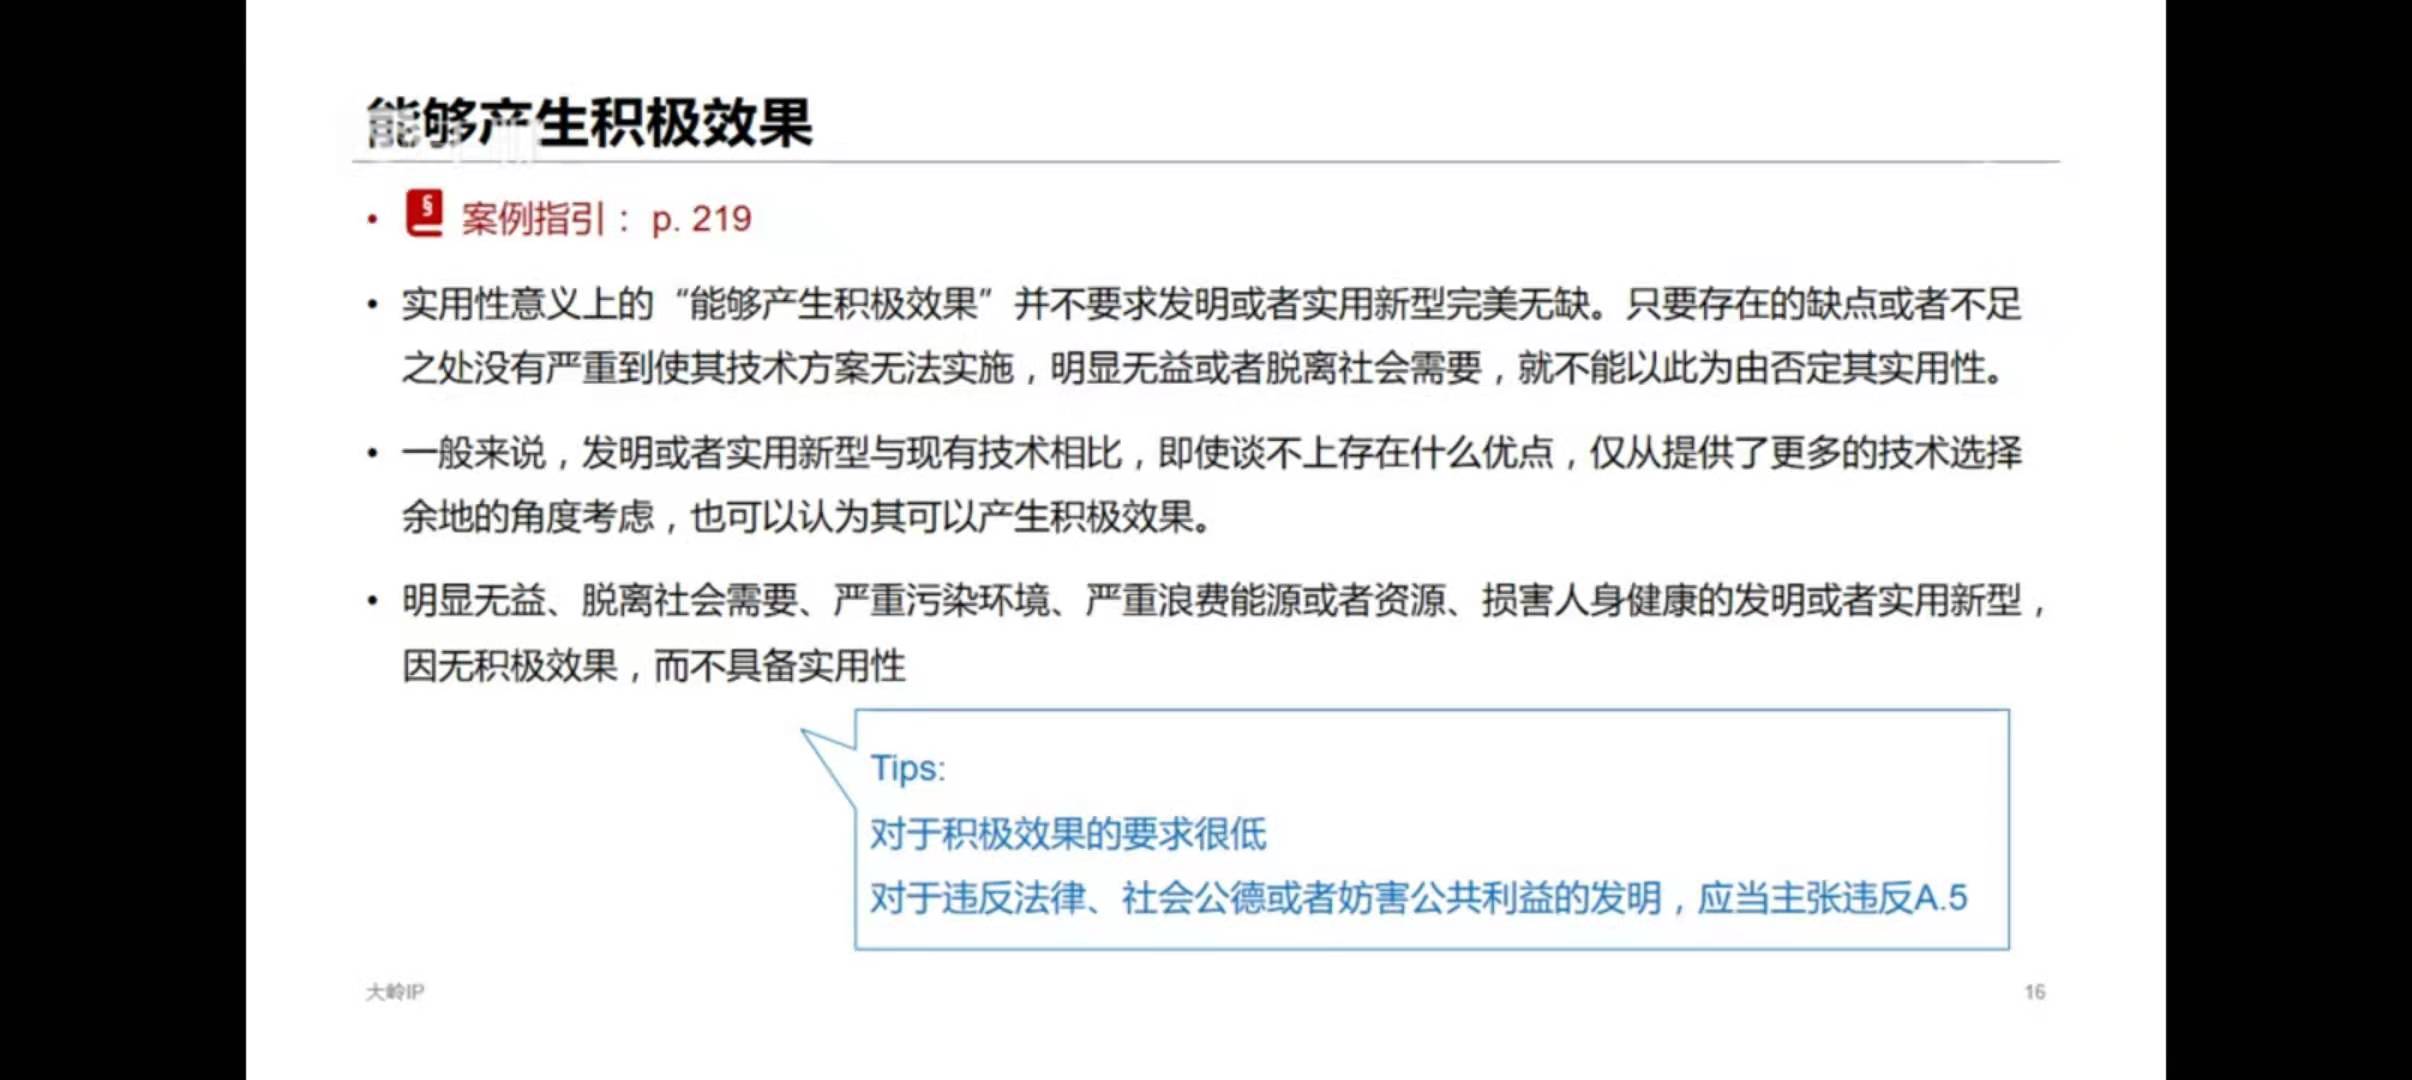 能够产生积极效果
• § 案例指引： p. 219
• 实用性意义上的“能够产生积极效果”并不要求发明或者实用新型完美无缺。只要存在的缺点或者不足
之处没有严重到使其技术方案无法实施，明显无益或者脱离社会需要，就不能以此为由否定其实用性。
• 一般来说，发明或者实用新型与现有技术相比，即使谈不上存在什么优点，仅从提供了更多的技术选择
余地的角度考虑，也可以认为其可以产生积极效果。
• 明显无益、脱离社会需要、严重污染环境、严重浪费能源或者资源、损害人身健康的发明或者实用新型，
因无积极效果，而不具备实用性
Tips:
对于积极效果的要求很低
对于违反法律、社会公德或者妨害公共利益的发明，应当主张违反A.5
大岭IP
16